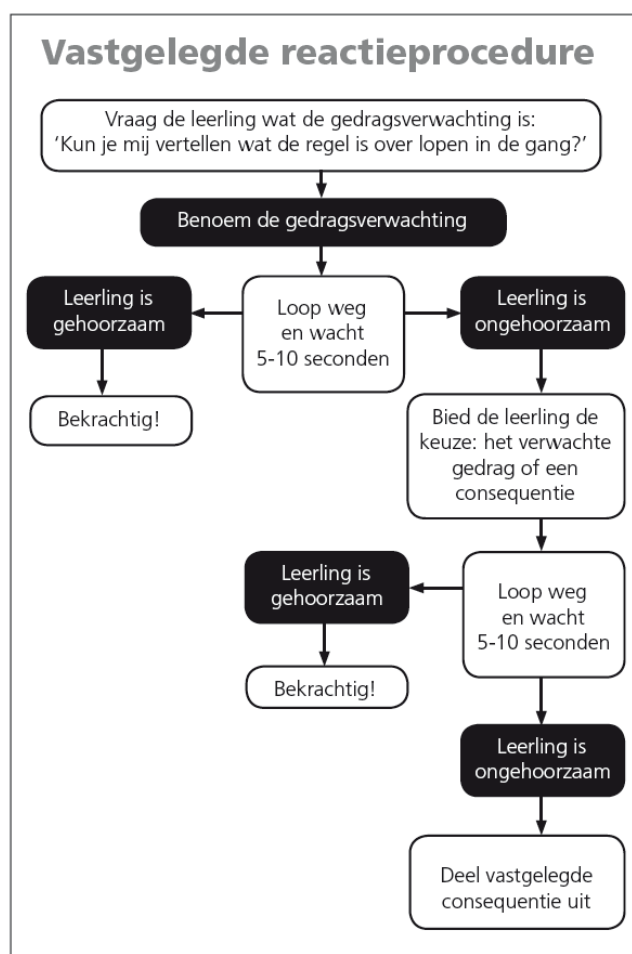 Vastgelegde reactieprocedure
Vraag de leerling wat de gedragsverwachting is:
‘Kun je mij vertellen wat de regel is over lopen in de gang?’
Benoem de gedragsverwachting
Leerling is
gehoorzaam
Loop weg
en wacht
5-10 seconden
Leerling is
ongehoorzaam
Bekrachtig!
Bied de leerling de
keuze: het verwachte
gedrag of een
consequentie
Leerling is
gehoorzaam
Loop weg
en wacht
5-10 seconden
Bekrachtig!
Leerling is
ongehoorzaam
Deel vastgelegde
consequentie uit